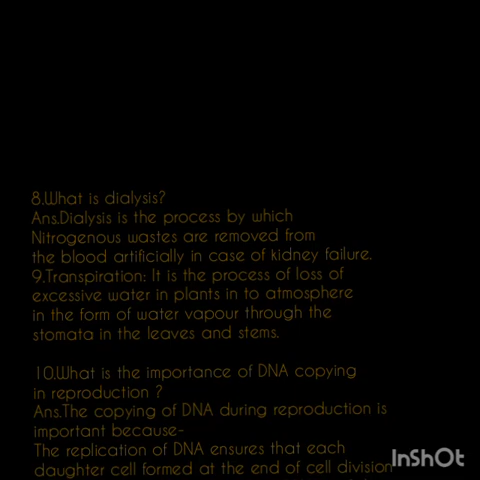 8.What is dialysis?
Ans.Dialysis is the process by which
Nitrogenous wastes are removed from
the blood artificially in case of kidney failure.
9.Transpiration: It is the process of loss of
excessive water in plants in to atmosphere
in the form of water vapour through the
stomata in the leaves and stems.
10.What is the importance of DNA copying
in reproduction ?
Ans.The copying of DNA during reproduction is
important because-
The replication of DNA ensures that each
daughter cell formed at the end of cell division
InShOt